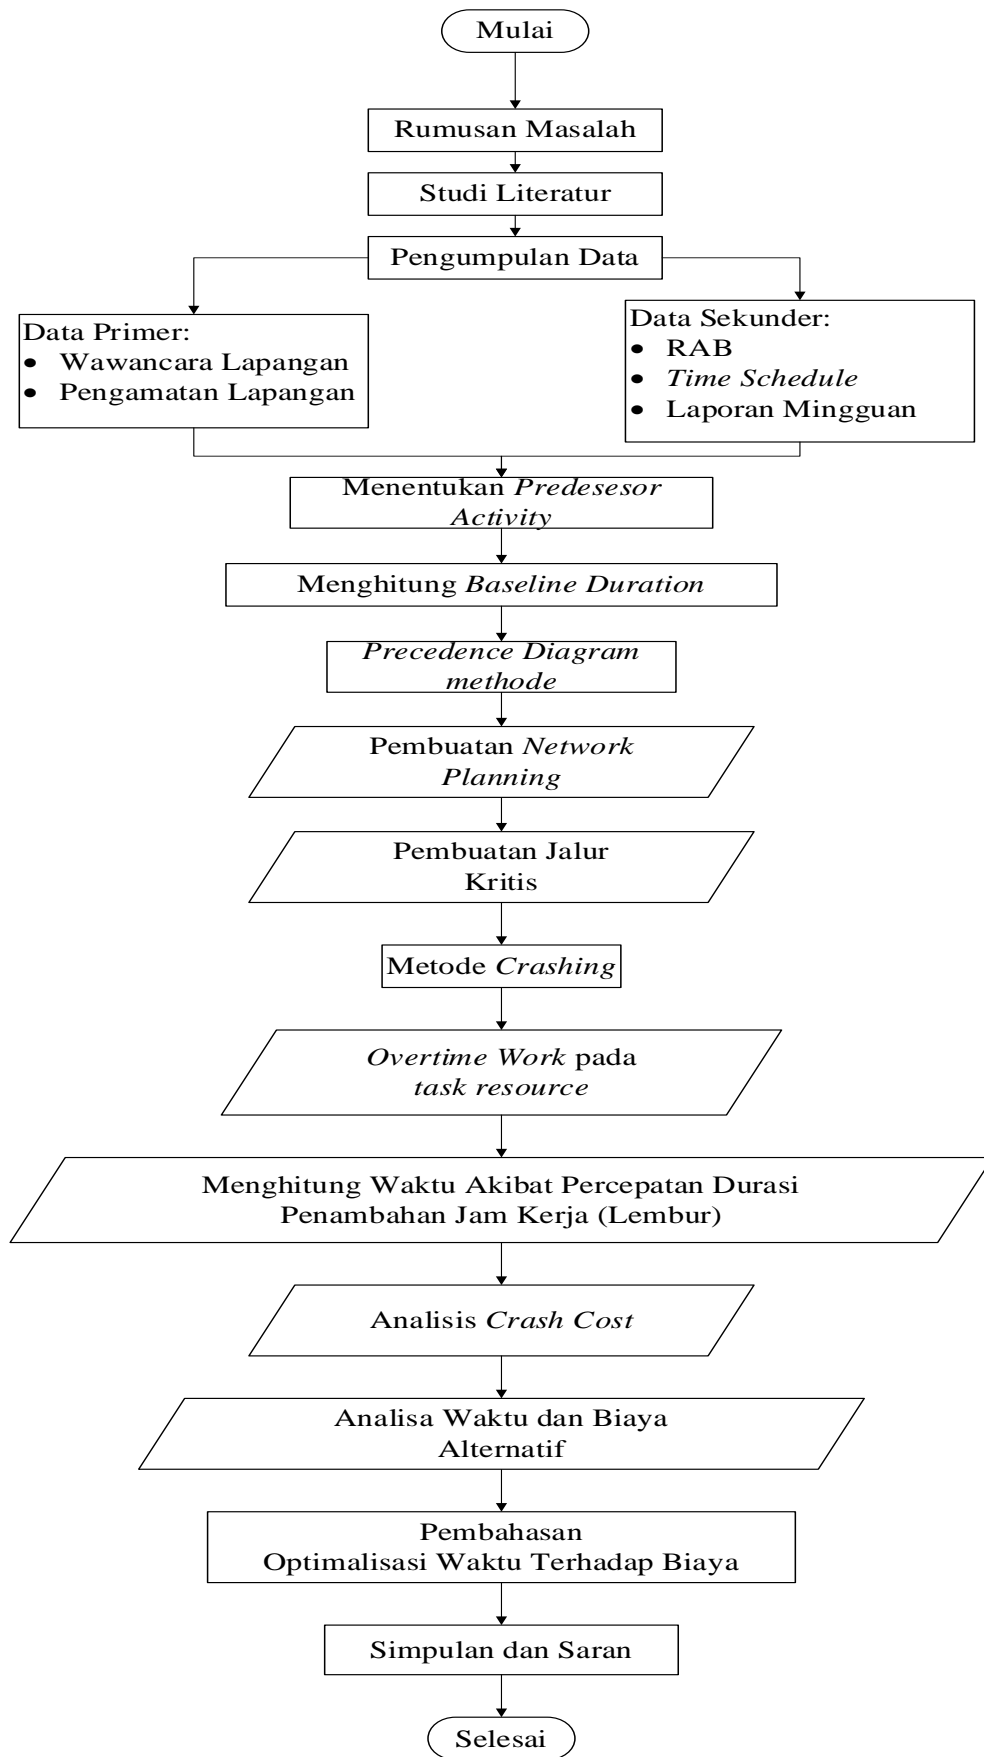 Mulai
Rumusan Masalah
Studi Literatur
Pengumpulan Data
Data Primer:
• Wawancara Lapangan
• Pengamatan Lapangan
Data Sekunder:
• RAB
• Time Schedule
• Laporan Mingguan
Menentukan Predesesor
Activity
Menghitung Baseline Duration
Precedence Diagram
methode
Pembuatan Network
Planning
Pembuatan Jalur
Kritis
Metode Crashing
Overtime Work pada
task resource
Menghitung Waktu Akibat Percepatan Durasi
Penambahan Jam Kerja (Lembur)
Analisis Crash Cost
Analisa Waktu dan Biaya
Alternatif
Pembahasan
Optimalisasi Waktu Terhadap Biaya
Simpulan dan Saran
Selesai